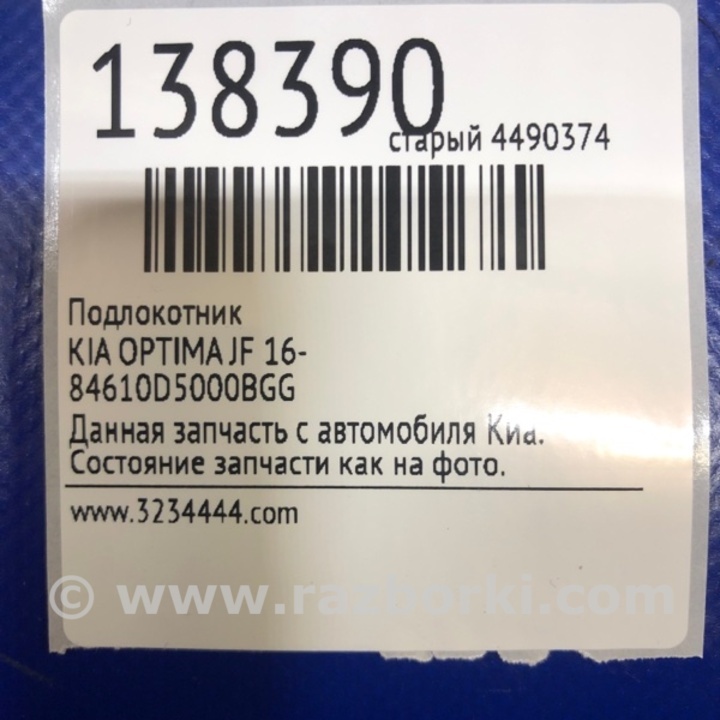 138390
старый 4490374
Подлокотник
KIA OPTIMA JF 16-
84610D5000BGG
Данная запчасть с автомобиля Киа.
Состояние запчасти как на фото.
www.3234444.com
© www.razborki.com